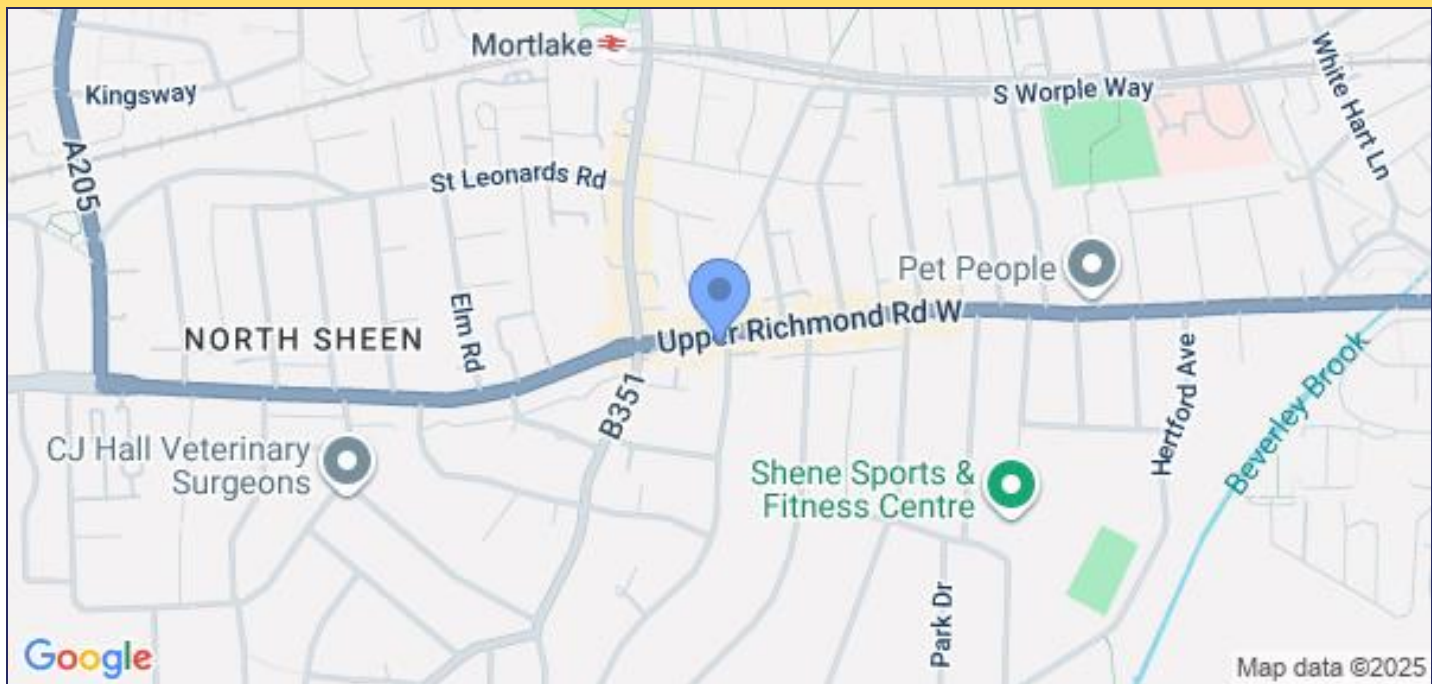 Mortlake
Kingsway
S Worple Way
White Hart Ln
A205
St Leonards Rd
Pet People
Elm Rd
Upper Richmond Rd W
NORTH SHEEN
B351
Hertford Ave
Beverley Brook
CJ Hall Veterinary
Surgeons
Shene Sports &
Fitness Centre
Park Dr
Google
Map data ©2025